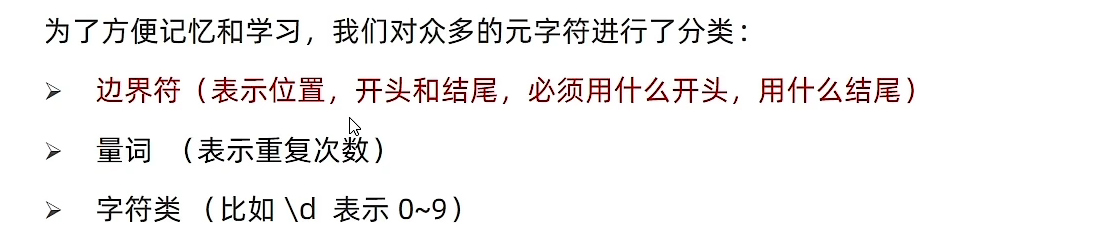 为了方便记忆和学习，我们对众多的元字符进行了分类：
➢ 边界符（表示位置，开头和结尾，必须用什么开头，用什么结尾）
➢ 量词 （表示重复次数）
➢ 字符类 （比如 \d 表示 0~9）